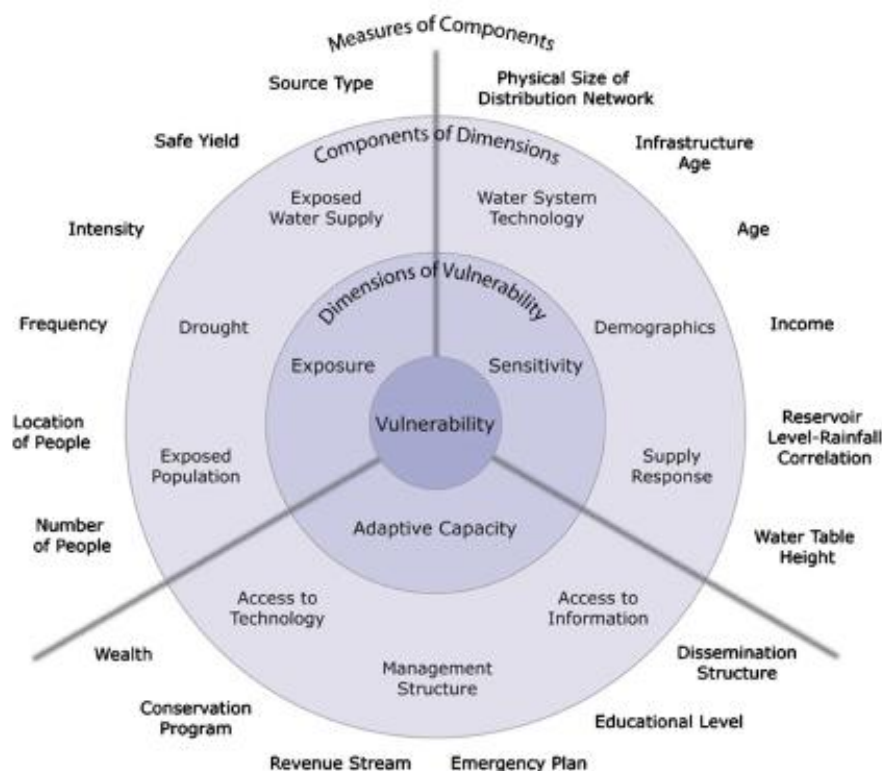 Measures of Components
Source Type
Physical Size of
Distribution Network
Safe Yield
Components of Dimensions
Infrastructure
Age
Exposed
Water Supply
Water System
Technology
Intensity
Age
Dimensions of Vulnerability
Frequency
Drought
Demographics
Income
Exposure
Sensitivity
Location
of People
Vulnerability
Reservoir
Level-Rainfall
Correlation
Exposed
Population
Supply
Response
Number
of People
Adaptive Capacity
Water Table
Height
Access to
Technology
Access to
Information
Wealth
Management
Structure
Dissemination
Structure
Conservation
Program
Educational Level
Revenue Stream
Emergency Plan